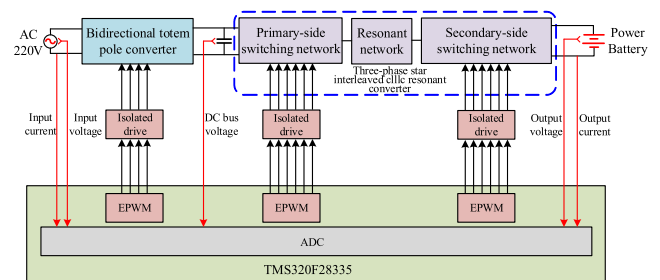 AC
220V
Bidirectional totem
pole converter
Primary-side
switching network
Resonant
network
Secondary-side
switching network
Power
Battery
Three-phase star
interleaved clllc resonant
converter
Input
current
Input
voltage
Isolated
drive
DC bus
voltage
Isolated
drive
Isolated
drive
Output
voltage
Output
current
EPWM
EPWM
EPWM
ADC
TMS320F28335